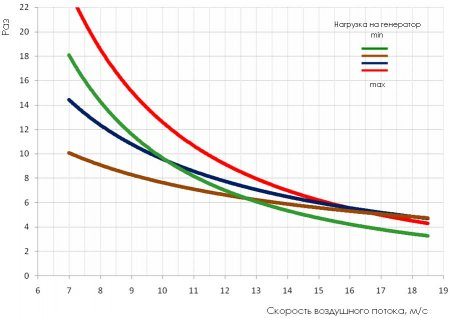 22
20
18
16
14
12
10
8
6
4
2
0
Раз
Нагрузка на генератор
min
max
6 7 8 9 10 11 12 13 14 15 16 17 18 19
Скорость воздушного потока, м/с